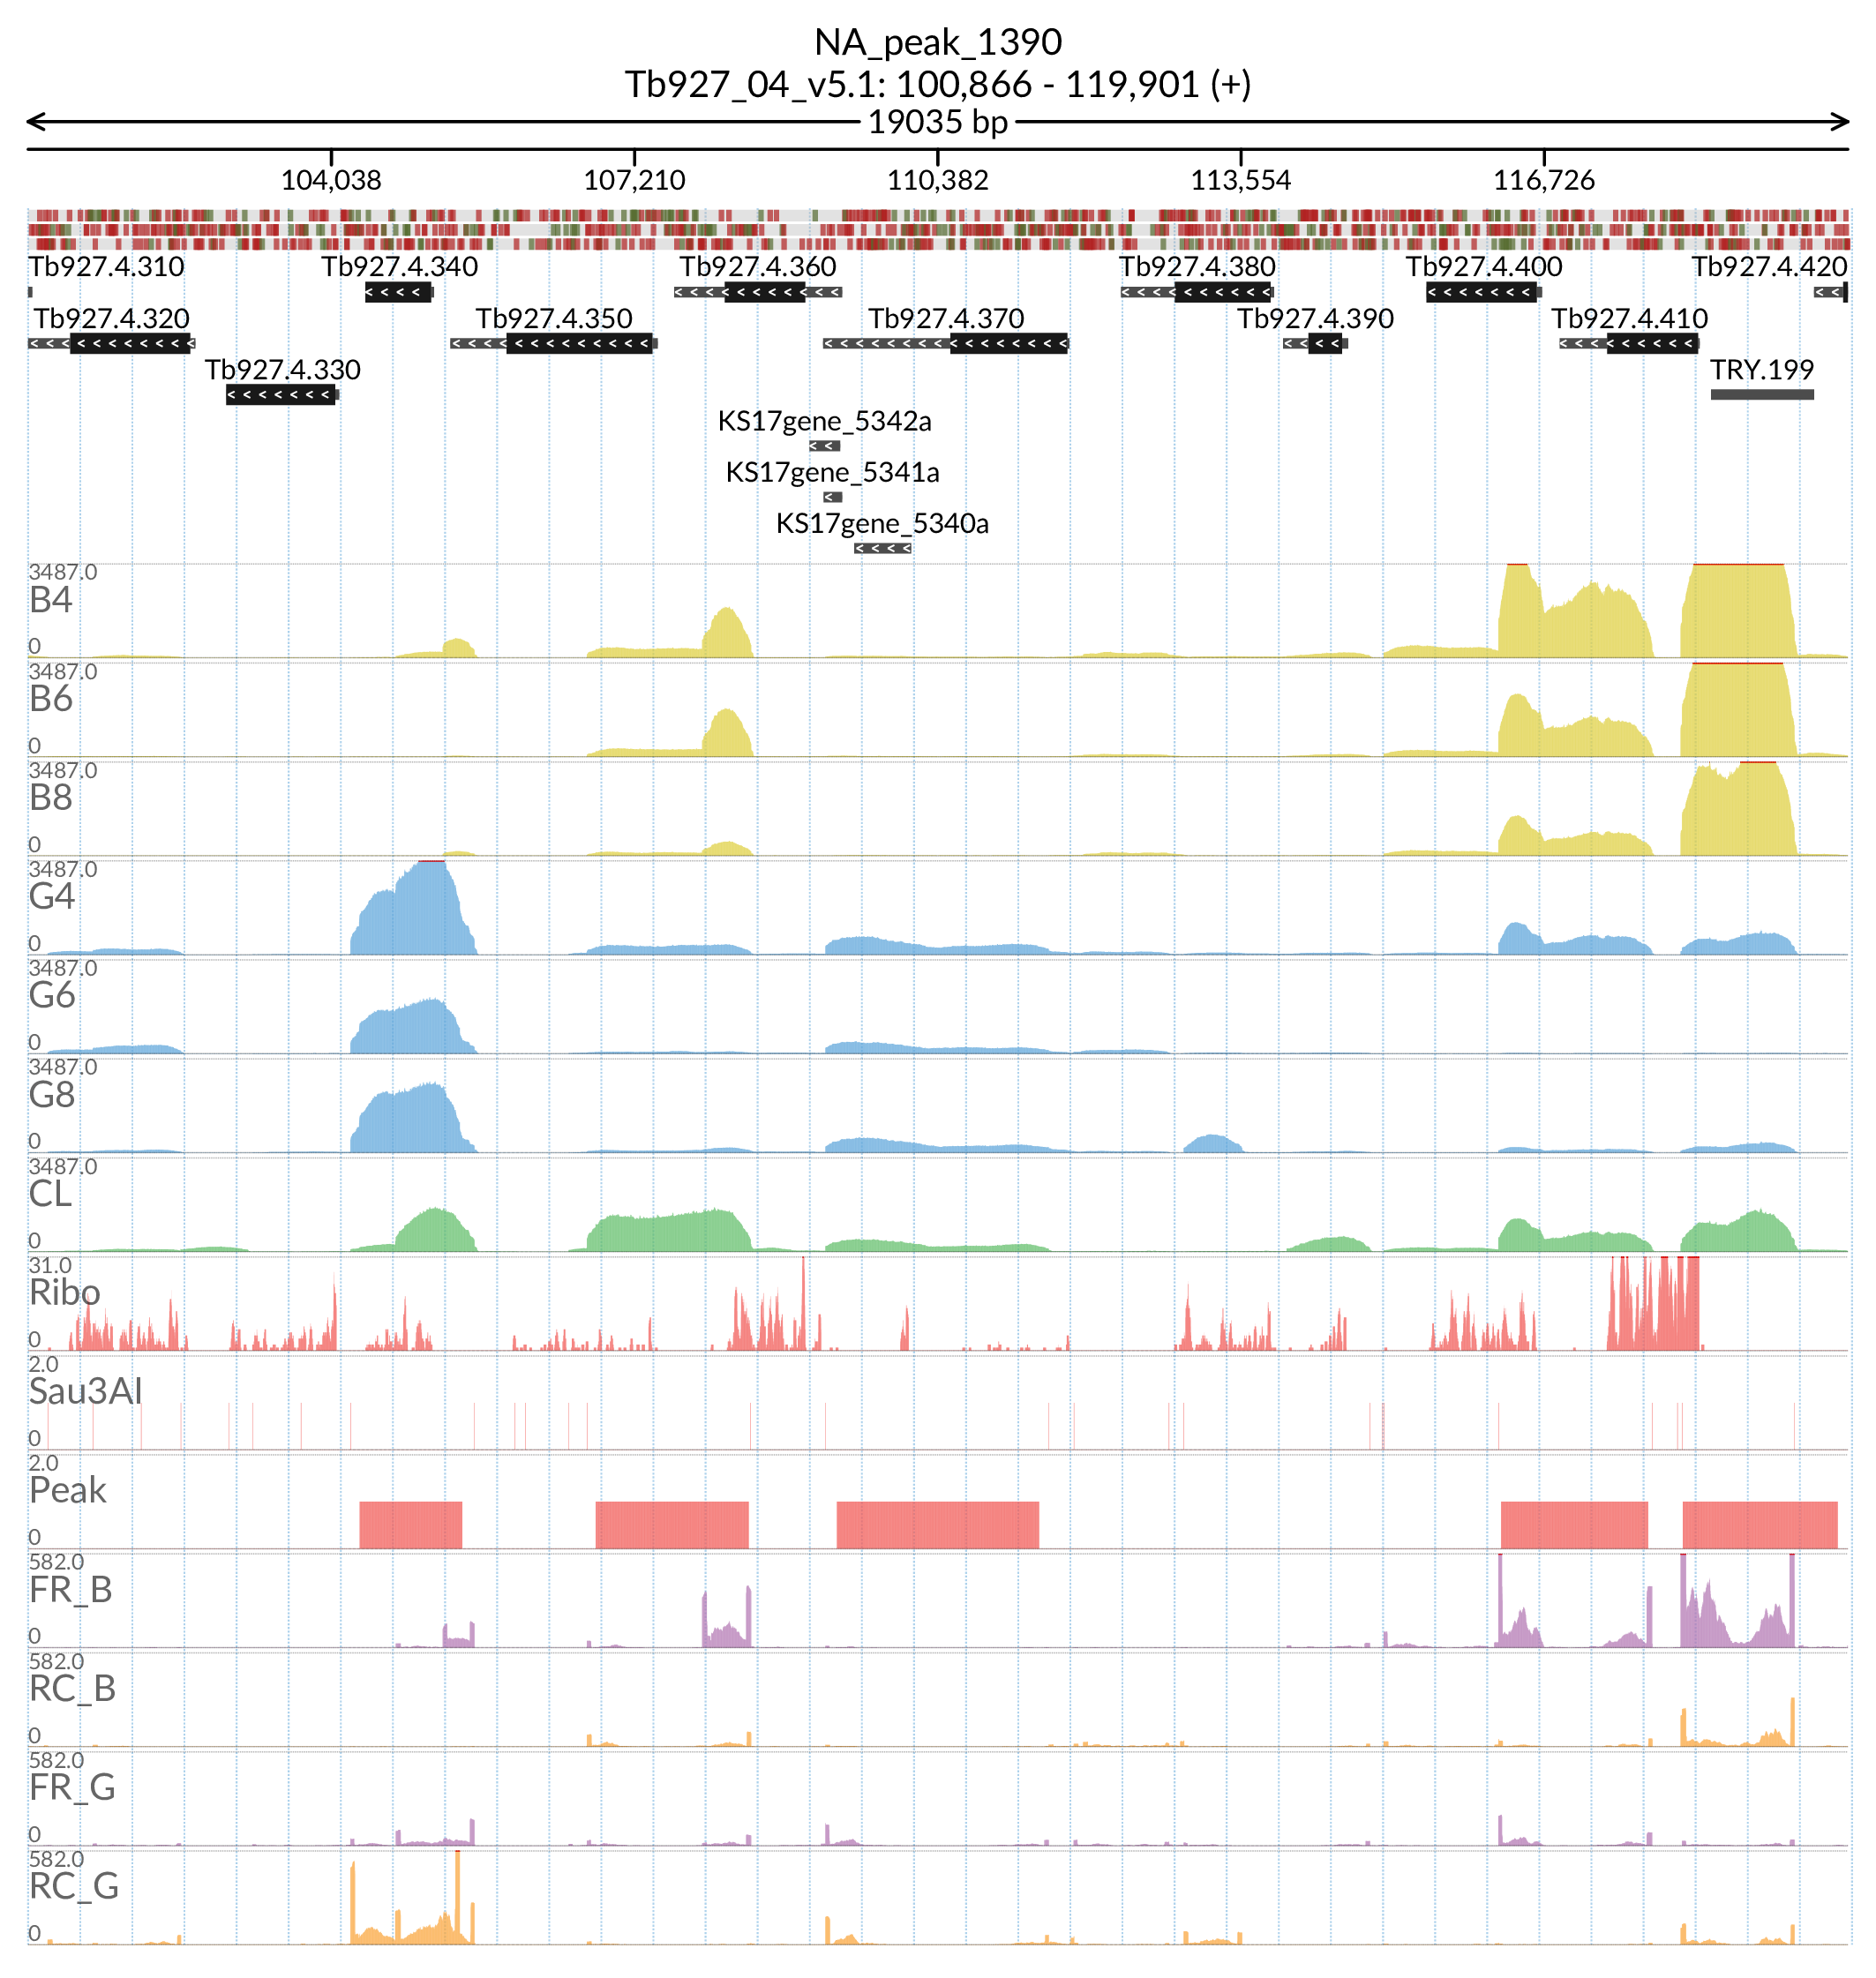 NA_peak_1390
Tb927_04_v5.1: 100,866 - 119,901 (+)
19035 bp
104,038 107,210 110,382 113,554 116,726
Tb927.4.310 Tb927.4.340 Tb927.4.360 Tb927.4.380 Tb927.4.400 Tb927.4.420
Tb927.4.320 Tb927.4.350 Tb927.4.370 Tb927.4.390 Tb927.4.410
Tb927.4.330 TRY.199
KS17gene_5342a
KS17gene_5341a
KS17gene_5340a
3487.0
B4
0
3487.0
B6
0
3487.0
B8
0
3487.0
G4
0
3487.0
G6
0
3487.0
G8
0
3487.0
CL
0
31.0
Ribo
0
2.0
Sau3AI
0
2.0
Peak
0
582.0
FR_B
0
582.0
RC_B
0
582.0
FR_G
0
582.0
RC_G
0